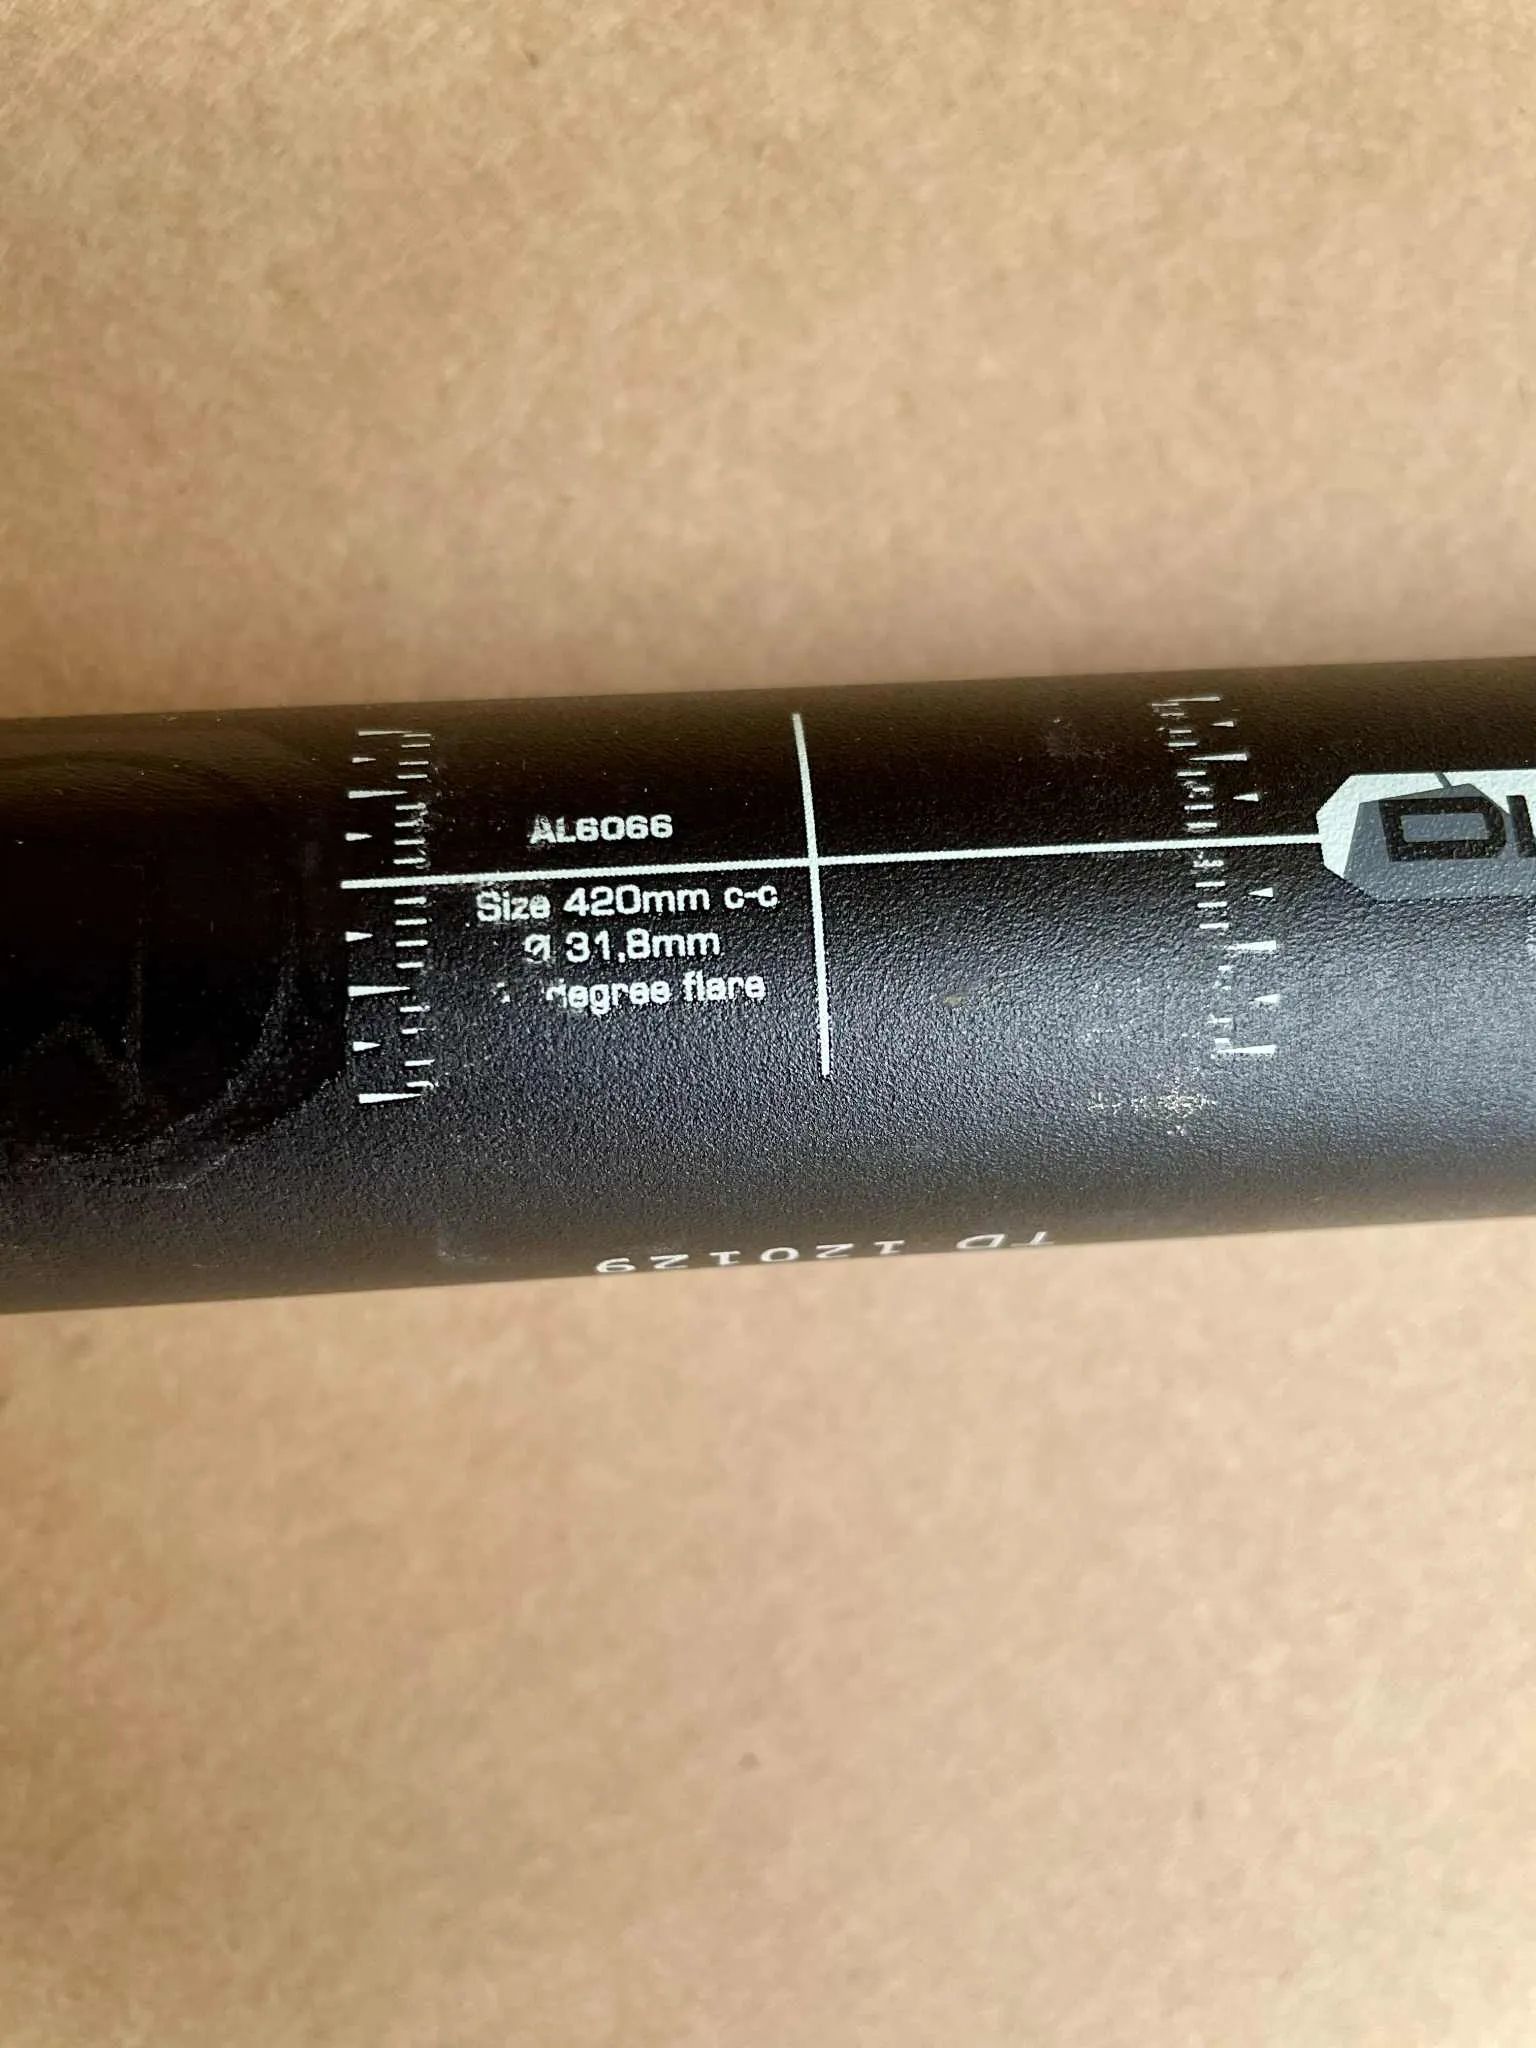 AL6066
Size 420mm c-c
Ø 31,8mm
degree flare
TD 120129